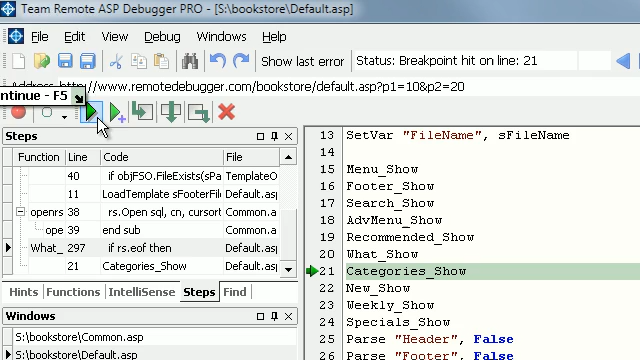 Team Remote ASP Debugger PRO - [S:\bookstore\Default.asp]
File Edit View Debug Windows Help
Show last error Status: Breakpoint hit on line: 21
Address http://www.remotedebugger.com/bookstore/default.asp?p1=10&p2=20
ntinue - F5
Steps
Function Line Code File
40 if objFSO.FileExists(sPa TemplateO
11 LoadTemplate sFooterFil Default.as
openrs 38 rs.Open sql, cn, cursort Common.a
ope 39 end sub Common.a
What_ 297 if rs.eof then Default.as
21 Categories_Show Default.as
Hints Functions IntelliSense Steps Find
Windows
S:\bookstore\Common.asp
S:\bookstore\Default.asp
13 SetVar "FileName", sFileName
14
15 Menu_Show
16 Footer_Show
17 Search_Show
18 AdvMenu_Show
19 Recommended_Show
20 What_Show
21 Categories_Show
22 New_Show
23 Weekly_Show
24 Specials_Show
25 Parse "Header", False
26 Parse "Footer", False